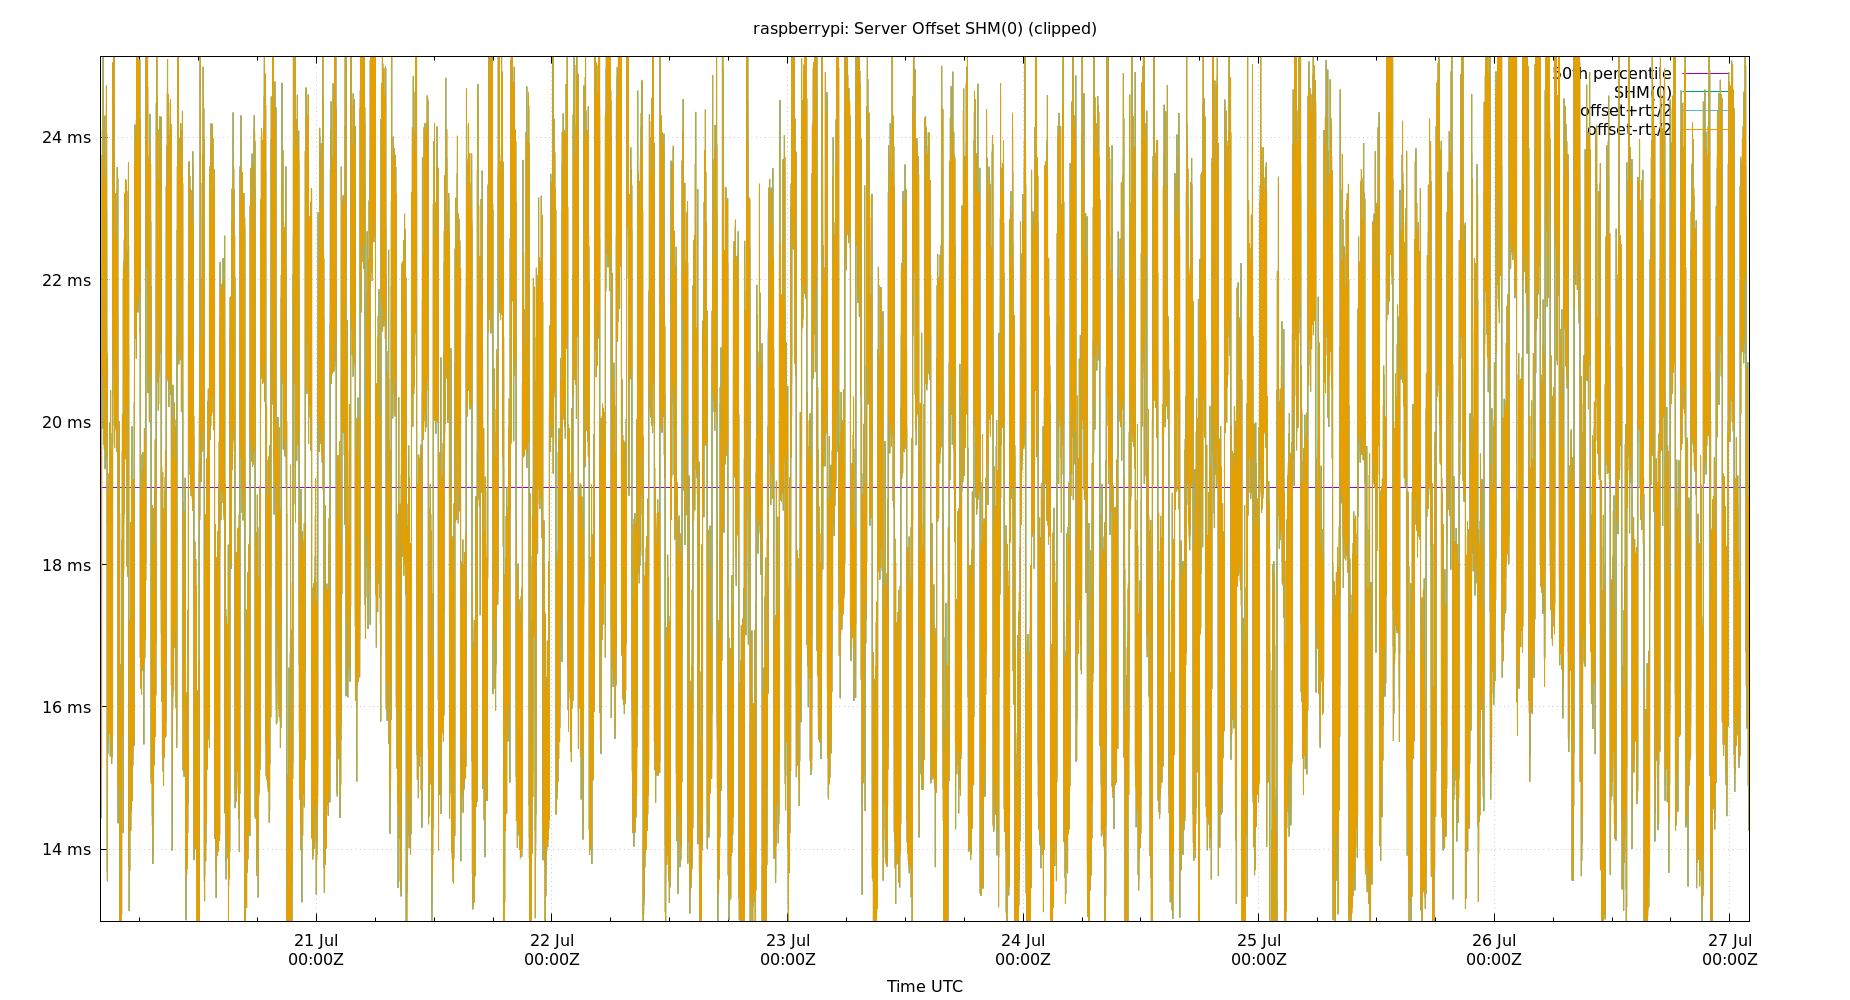 raspberrypi: Server Offset SHM(0) (clipped)
50th percentile
SHM(0)
offset+rtt/2
offset-rtt/2
24 ms
22 ms
20 ms
18 ms
16 ms
14 ms
21 Jul 22 Jul 23 Jul 24 Jul 25 Jul 26 Jul 27 Jul
00:00Z 00:00Z 00:00Z 00:00Z 00:00Z 00:00Z 00:00Z
Time UTC